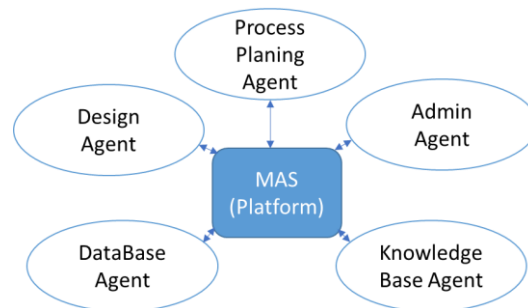 Process
Planing
Agent
Design
Agent
Admin
Agent
MAS
(Platform)
DataBase
Agent
Knowledge
Base Agent